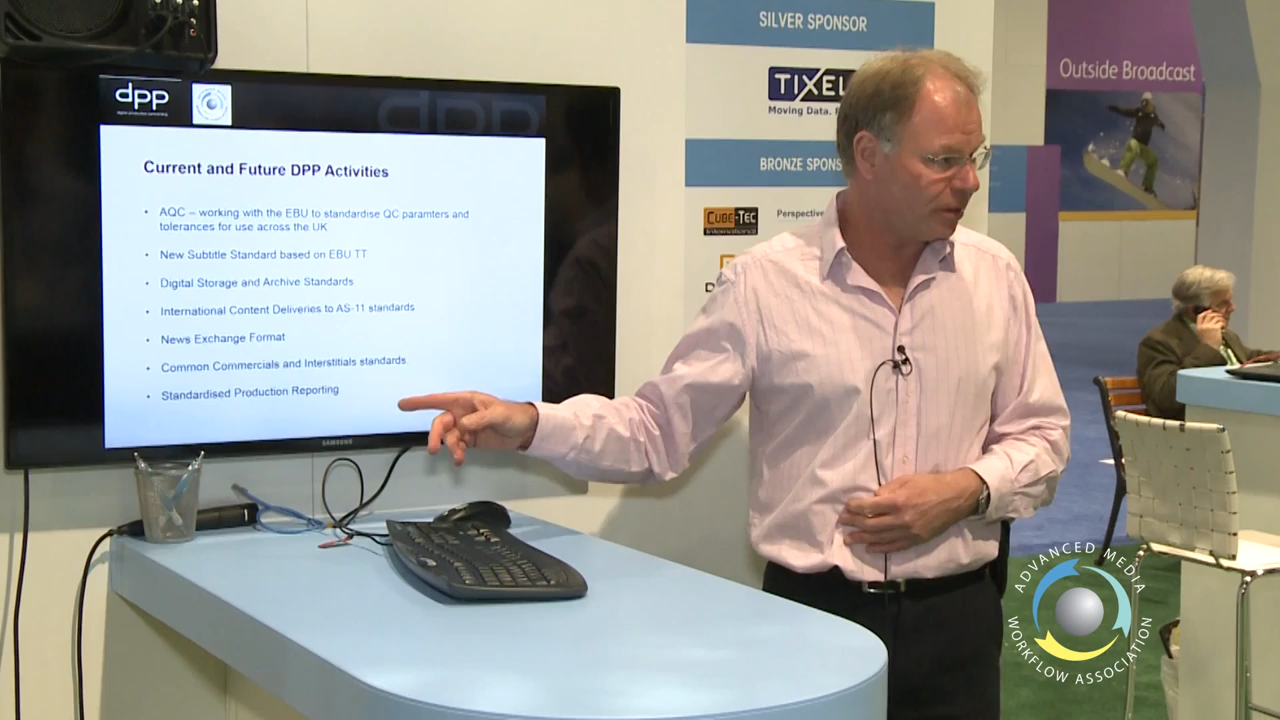 dpp
Current and Future DPP Activities
• AQC – working with the EBU to standardise QC paramters and
tolerances for use across the UK
• New Subtitle Standard based on EBU TT
• Digital Storage and Archive Standards
• International Content Deliveries to AS-11 standards
• News Exchange Format
• Common Commercials and Interstitials standards
• Standardised Production Reporting
SAMSUNG
SILVER SPONSOR
TIXEL
Moving Data.
BRONZE SPONS
CUBE-TEC
International
Perspective
Outside Broadcast
ADVANCED MEDIA
WORKFLOW ASSOCIATION